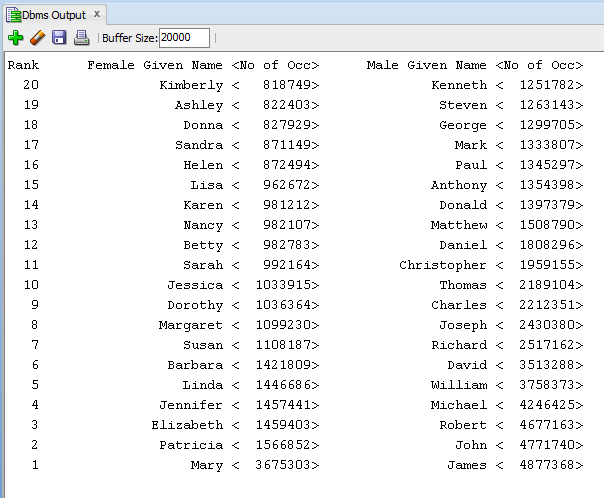 Dbms Output x
Buffer Size: 20000
Rank Female Given Name <No of Occ> Male Given Name <No of Occ>
20 Kimberly < 818749> Kenneth < 1251782>
19 Ashley < 822403> Steven < 1263143>
18 Donna < 827929> George < 1299705>
17 Sandra < 871149> Mark < 1333807>
16 Helen < 872494> Paul < 1345297>
15 Lisa < 962672> Anthony < 1354398>
14 Karen < 981212> Donald < 1397379>
13 Nancy < 982107> Matthew < 1508790>
12 Betty < 982783> Daniel < 1808296>
11 Sarah < 992164> Christopher < 1959155>
10 Jessica < 1033915> Thomas < 2189104>
9 Dorothy < 1036364> Charles < 2212351>
8 Margaret < 1099230> Joseph < 2430380>
7 Susan < 1108187> Richard < 2517162>
6 Barbara < 1421809> David < 3513288>
5 Linda < 1446686> William < 3758373>
4 Jennifer < 1457441> Michael < 4246425>
3 Elizabeth < 1459403> Robert < 4677163>
2 Patricia < 1566852> John < 4771740>
1 Mary < 3675303> James < 4877368>